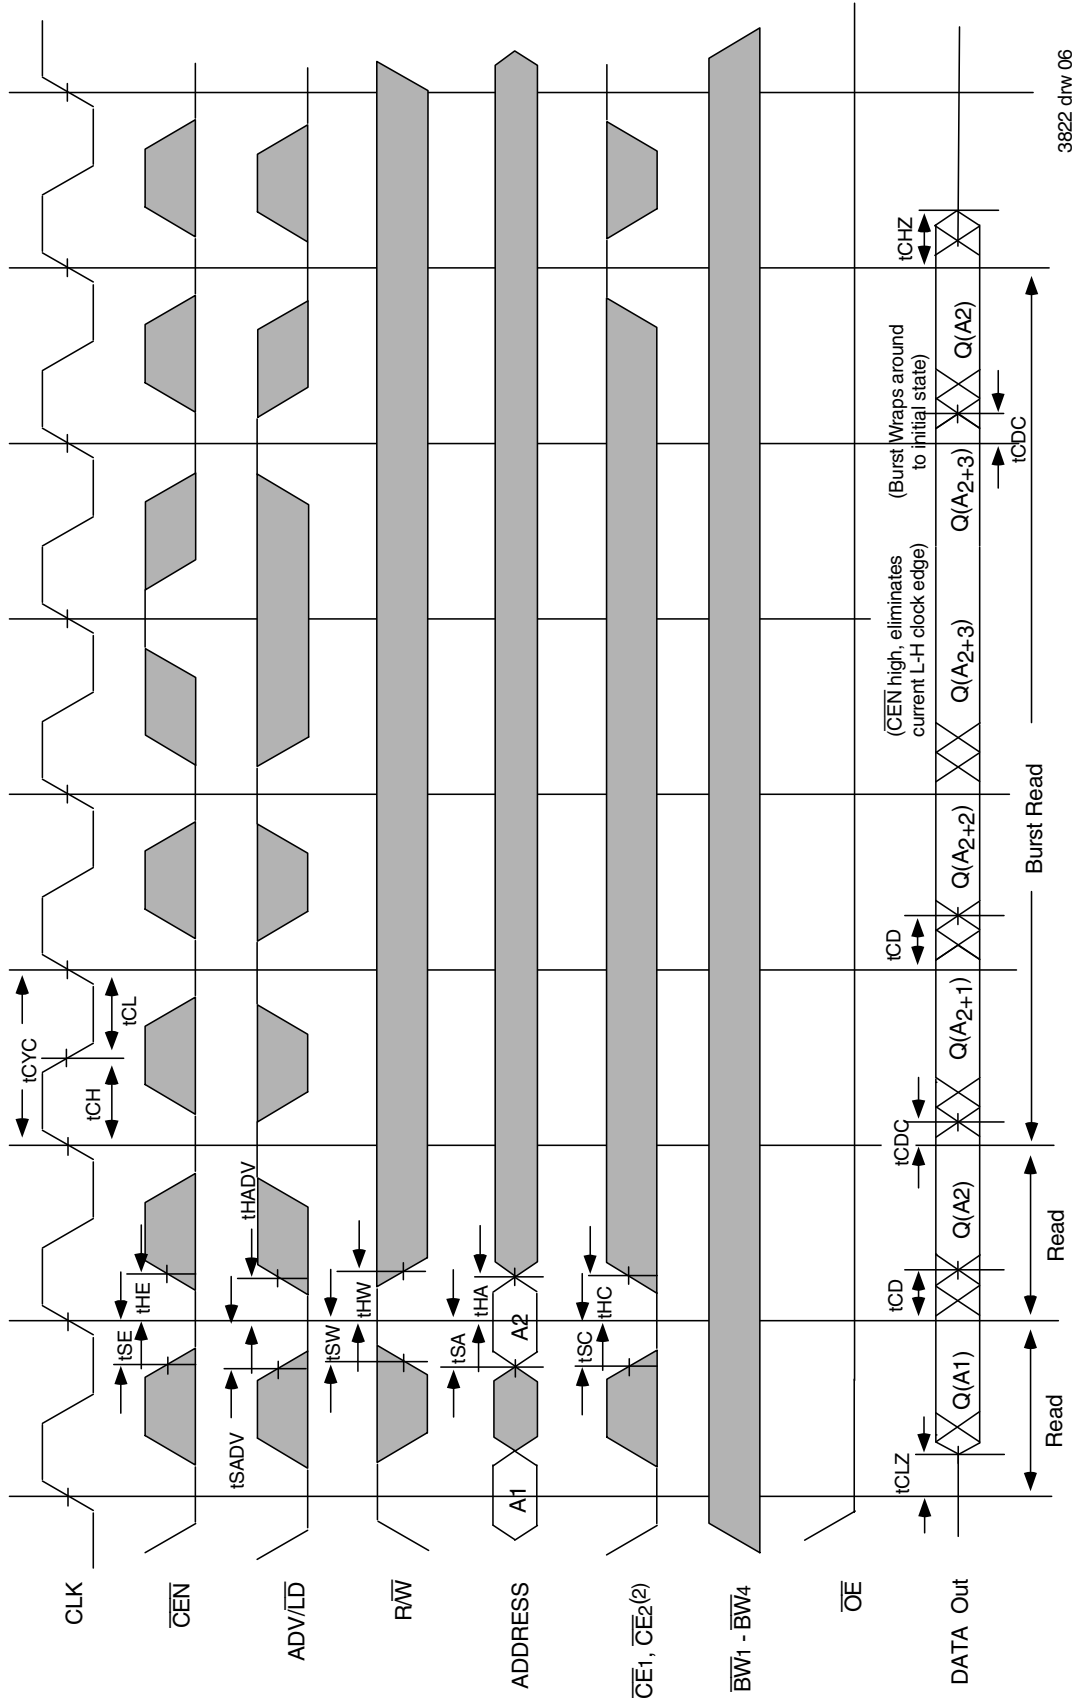 CLK
tCYC
tCH
tCL
CEN
tSE
tHE
ADV/LD
tSADV
tHADV
R/W
tSW
tHW
ADDRESS
A1
A2
tSA
tHA
CE1, CE2(2)
tSC
tHC
BW1 - BW4
OE
(CEN high, eliminates
current L-H clock edge)
(Burst Wraps around
to initial state)
tCLZ
tCD
tCDC
tCD
tCHZ
DATA Out
Q(A1)
Q(A2)
Q(A2+1)
Q(A2+2)
Q(A2+3)
Q(A2+3)
Q(A2)
tCDC
Read
Read
Burst Read
3822 drw 06